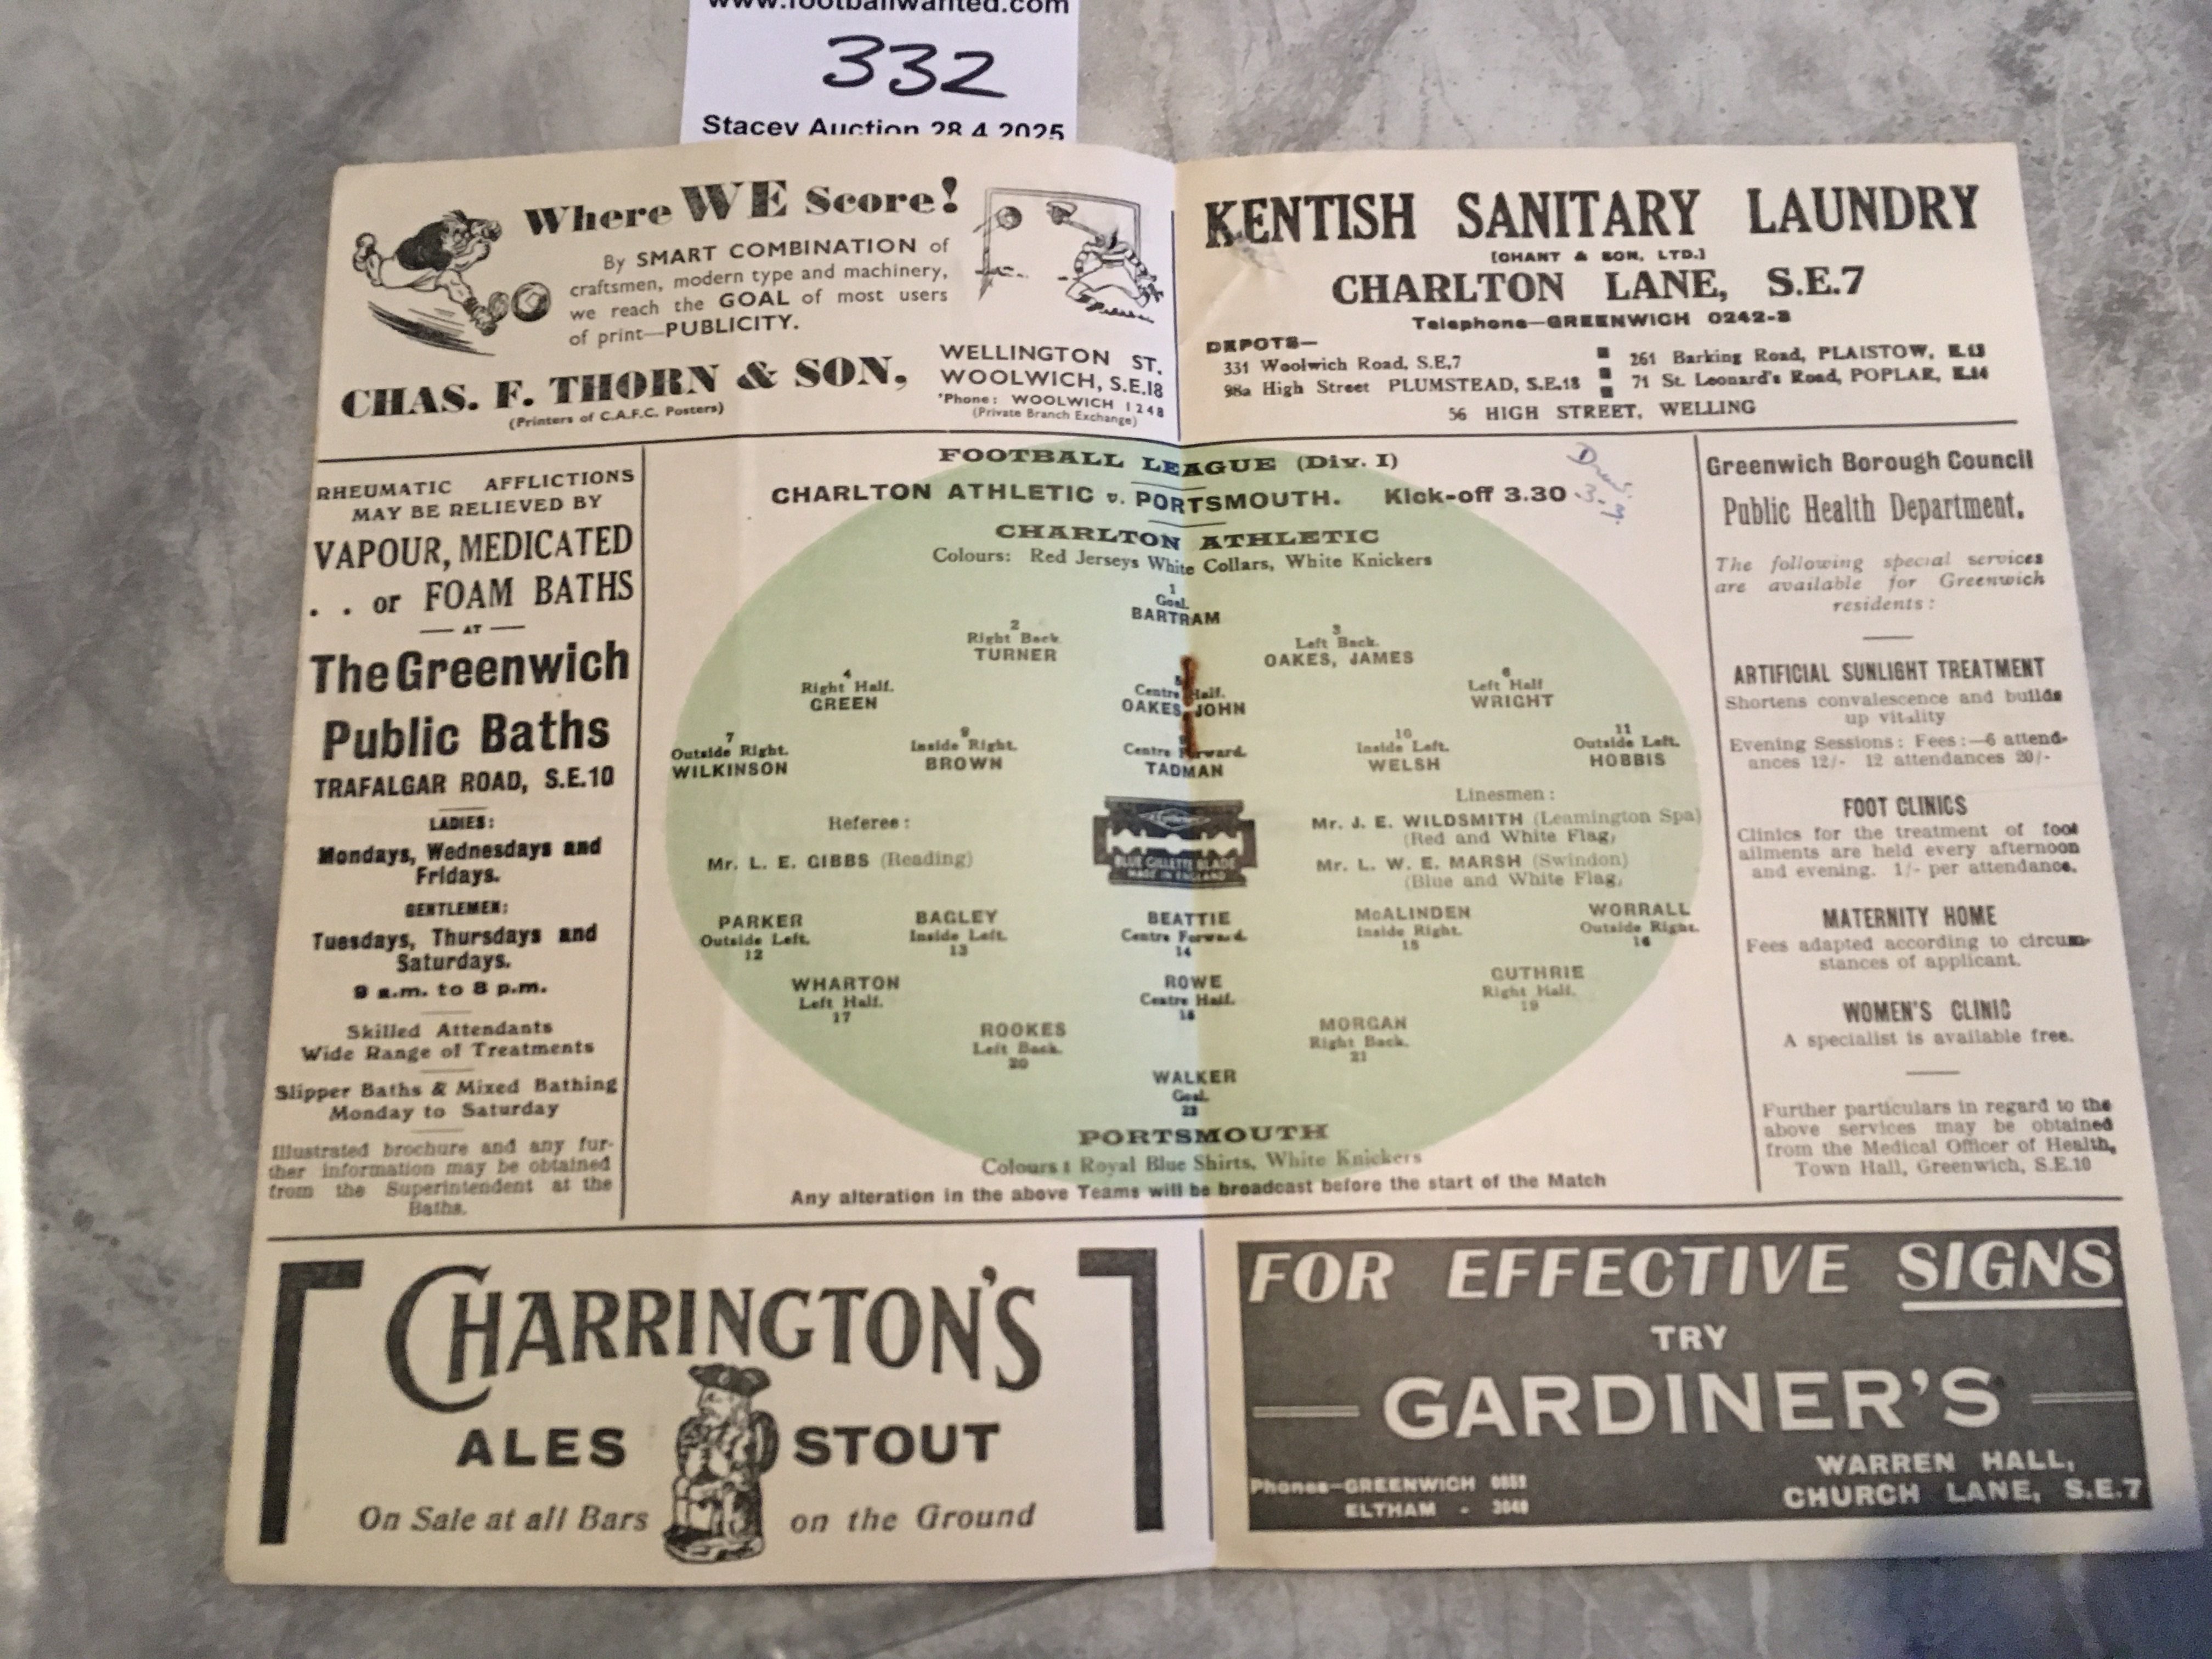 www.footballwanted.com
332
Stacey Auction 28.4.2025
Where WE Score!
By SMART COMBINATION of
craftsmen, modern type and machinery,
we reach the GOAL of most users
of print—PUBLICITY.
CHAS. F. THORN & SON,
(Printers of C.A.F.C. Posters)
WELLINGTON ST.
WOOLWICH, S.E.18
'Phone: WOOLWICH 1248
(Private Branch Exchange)
KENTISH SANITARY LAUNDRY
[CHANT & SON, LTD.]
CHARLTON LANE, S.E.7
Telephone—GREENWICH 0242-3
DEPOTS—
331 Woolwich Road, S.E,7
98a High Street PLUMSTEAD, S.E.18
261 Barking Road, PLAISTOW, E.13
71 St. Leonard's Road, POPLAR, E.14
56 HIGH STREET, WELLING
RHEUMATIC AFFLICTIONS
MAY BE RELIEVED BY
VAPOUR, MEDICATED
. . or FOAM BATHS
— AT —
The Greenwich
Public Baths
TRAFALGAR ROAD, S.E.10
LADIES:
Mondays, Wednesdays and
Fridays.
GENTLEMEN:
Tuesdays, Thursdays and
Saturdays.
9 a.m. to 8 p.m.
Skilled Attendants
Wide Range of Treatments
Slipper Baths & Mixed Bathing
Monday to Saturday
Illustrated brochure and any fur-
ther information may be obtained
from the Superintendent at the
Baths.
FOOTBALL LEAGUE (Div. I)
CHARLTON ATHLETIC v. PORTSMOUTH. Kick-off 3.30
Draw.
3.3.
CHARLTON ATHLETIC
Colours: Red Jerseys White Collars, White Knickers
1
Goal.
BARTRAM
2
Right Back
TURNER
3
Left Back.
OAKES, JAMES
4
Right Half.
GREEN
5
Centre Half.
OAKES, JOHN
6
Left Half
WRIGHT
7
Outside Right.
WILKINSON
8
Inside Right.
BROWN
9
Centre Forward.
TADMAN
10
Inside Left.
WELSH
11
Outside Left.
HOBBIS
Referee:
Mr. L. E. GIBBS (Reading)
BLUE GILLETTE BLADE
MADE IN ENGLAND
Linesmen:
Mr. J. E. WILDSMITH (Leamington Spa)
(Red and White Flag,
Mr. L. W. E. MARSH (Swindon)
(Blue and White Flag,
PARKER
Outside Left.
12
BAGLEY
Inside Left.
13
BEATTIE
Centre Forward.
14
McALINDEN
Inside Right.
15
WORRALL
Outside Right.
16
WHARTON
Left Half.
17
ROWE
Centre Half.
18
GUTHRIE
Right Half.
19
ROOKES
Left Back.
20
MORGAN
Right Back.
21
WALKER
Goal.
22
PORTSMOUTH
Colours: Royal Blue Shirts, White Knickers
Any alteration in the above Teams will be broadcast before the start of the Match
Greenwich Borough Council
Public Health Department.
The following special services
are available for Greenwich
residents:
ARTIFICIAL SUNLIGHT TREATMENT
Shortens convalescence and builds
up vitality
Evening Sessions: Fees:—6 attend-
ances 12/- 12 attendances 20/-
FOOT CLINICS
Clinics for the treatment of foot
ailments are held every afternoon
and evening. 1/- per attendance.
MATERNITY HOME
Fees adapted according to circum-
stances of applicant.
WOMEN'S CLINIC
A specialist is available free.
Further particulars in regard to the
above services may be obtained
from the Medical Officer of Health,
Town Hall, Greenwich, S.E.10
CHARRINGTON'S
ALES STOUT
On Sale at all Bars on the Ground
FOR EFFECTIVE SIGNS
TRY
GARDINER'S
Phones—GREENWICH
ELTHAM -
WARREN HALL,
CHURCH LANE, S.E.7